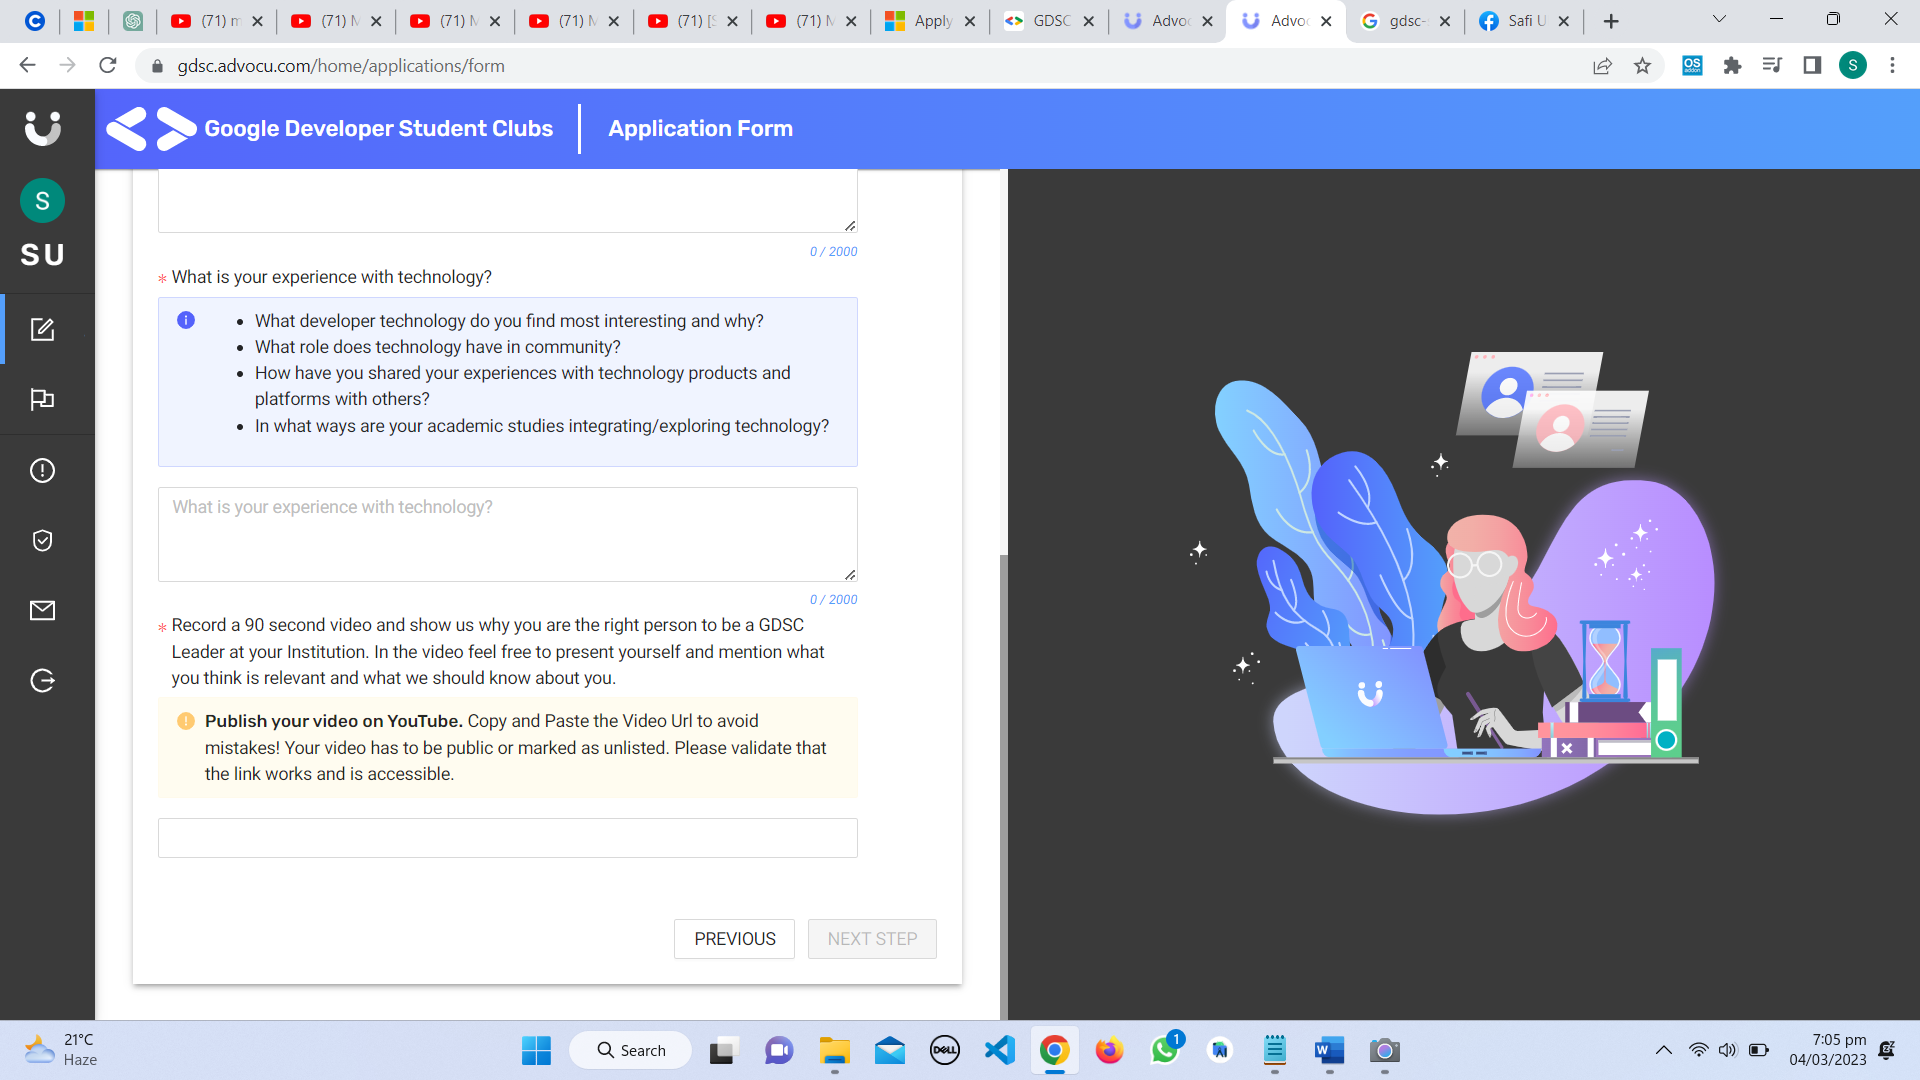 (71) m
(71) M
(71) M
(71) M
(71) [S
(71) M
Apply
GDSC
Advoc
Advoc
gdsc-
Safi U
gdsc.advocu.com/home/applications/form
OS
addon
S
Google Developer Student Clubs
Application Form
S
SU
0 / 2000
* What is your experience with technology?
• What developer technology do you find most interesting and why?
• What role does technology have in community?
• How have you shared your experiences with technology products and
platforms with others?
• In what ways are your academic studies integrating/exploring technology?
What is your experience with technology?
0 / 2000
* Record a 90 second video and show us why you are the right person to be a GDSC
Leader at your Institution. In the video feel free to present yourself and mention what
you think is relevant and what we should know about you.
Publish your video on YouTube. Copy and Paste the Video Url to avoid
mistakes! Your video has to be public or marked as unlisted. Please validate that
the link works and is accessible.
PREVIOUS
NEXT STEP
21°C
Haze
Search
DELL
1
W
7:05 pm
04/03/2023